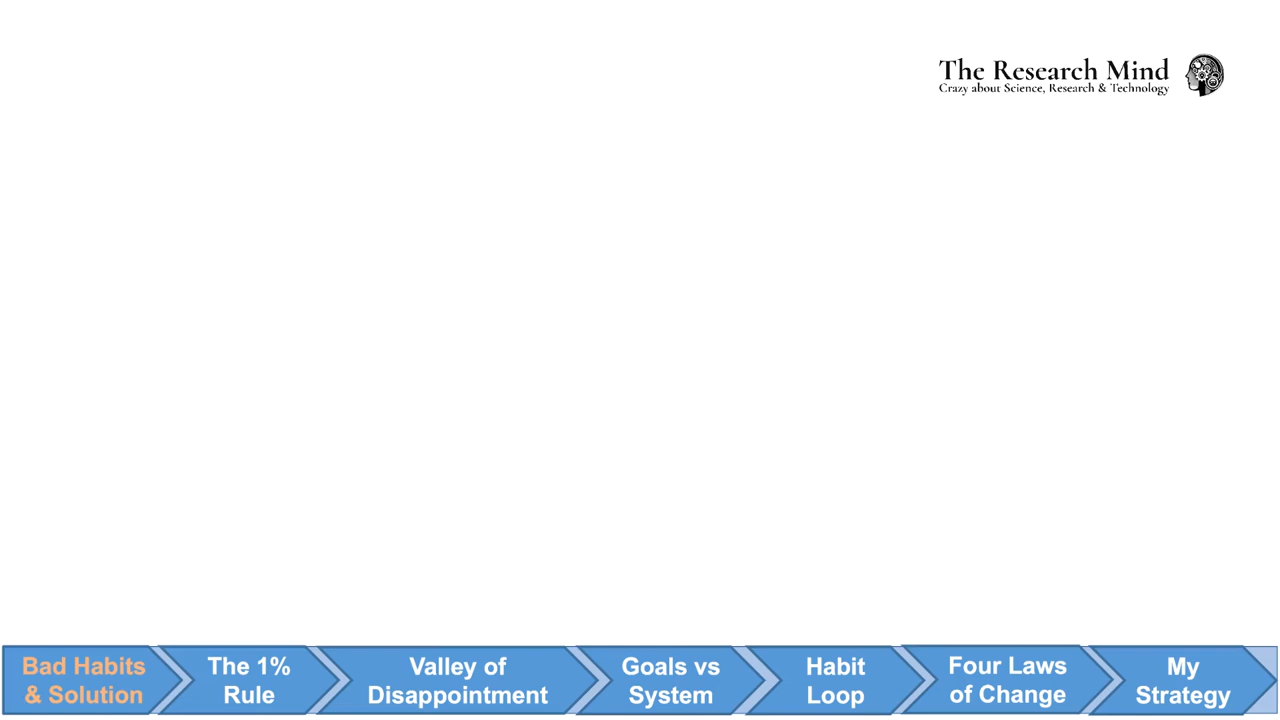 The Research Mind
Crazy about Science, Research & Technology
Bad Habits
& Solution
The 1%
Rule
Valley of
Disappointment
Goals vs
System
Habit
Loop
Four Laws
of Change
My
Strategy